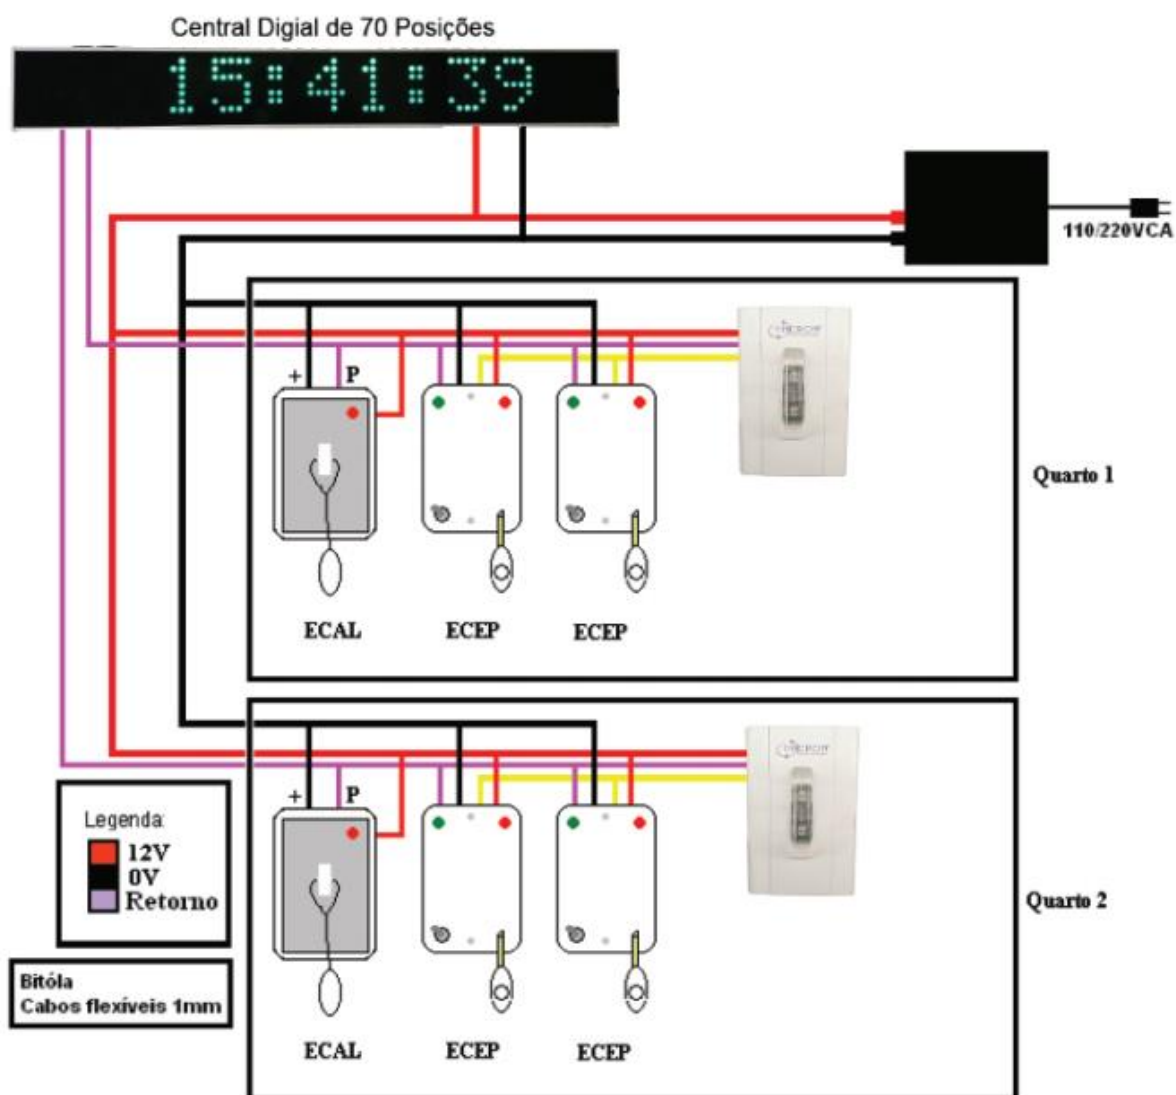 Central Digial de 70 Posições
15:41:39
110/220VCA
+ P
Quarto 1
ECAL ECEP ECEP
+ P
Legenda:
12V
0V
Retorno
Quarto 2
Bitóla
Cabos flexíveis 1mm
ECAL ECEP ECEP